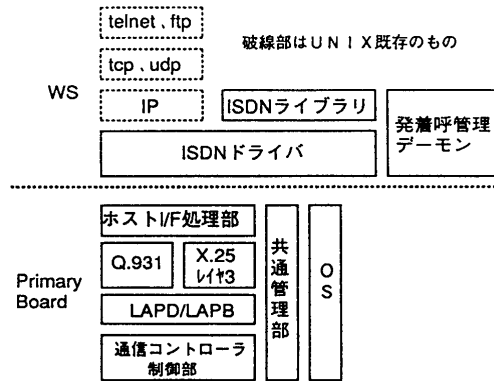 telnet、ftp
破線部はUNIX既存のもの
tcp、udp
WS
IP
ISDNライブラリ
発着呼管理
デーモン
ISDNドライバ
ホストI/F処理部
Q.931
X.25
ﾚｲﾔ3
共通管理部
OS
Primary
Board
LAPD/LAPB
通信コントローラ
制御部